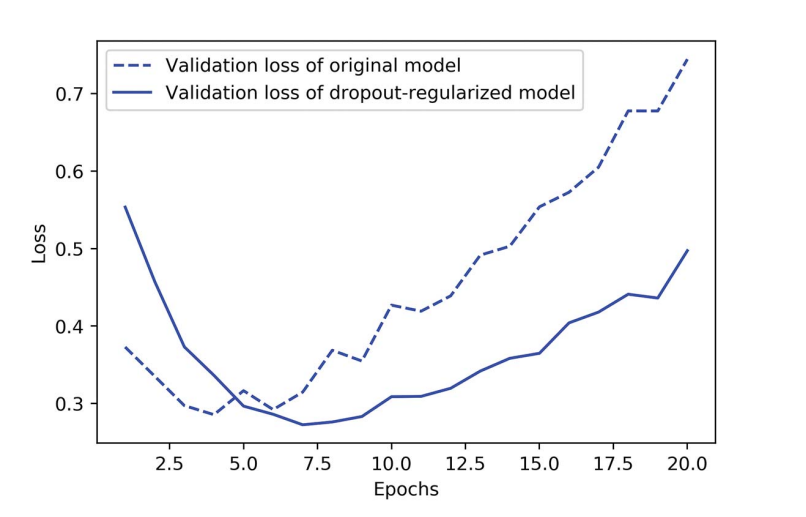 Validation loss of original model
Validation loss of dropout-regularized model
0.7
0.6
0.5
0.4
0.3
Loss
2.5 5.0 7.5 10.0 12.5 15.0 17.5 20.0
Epochs